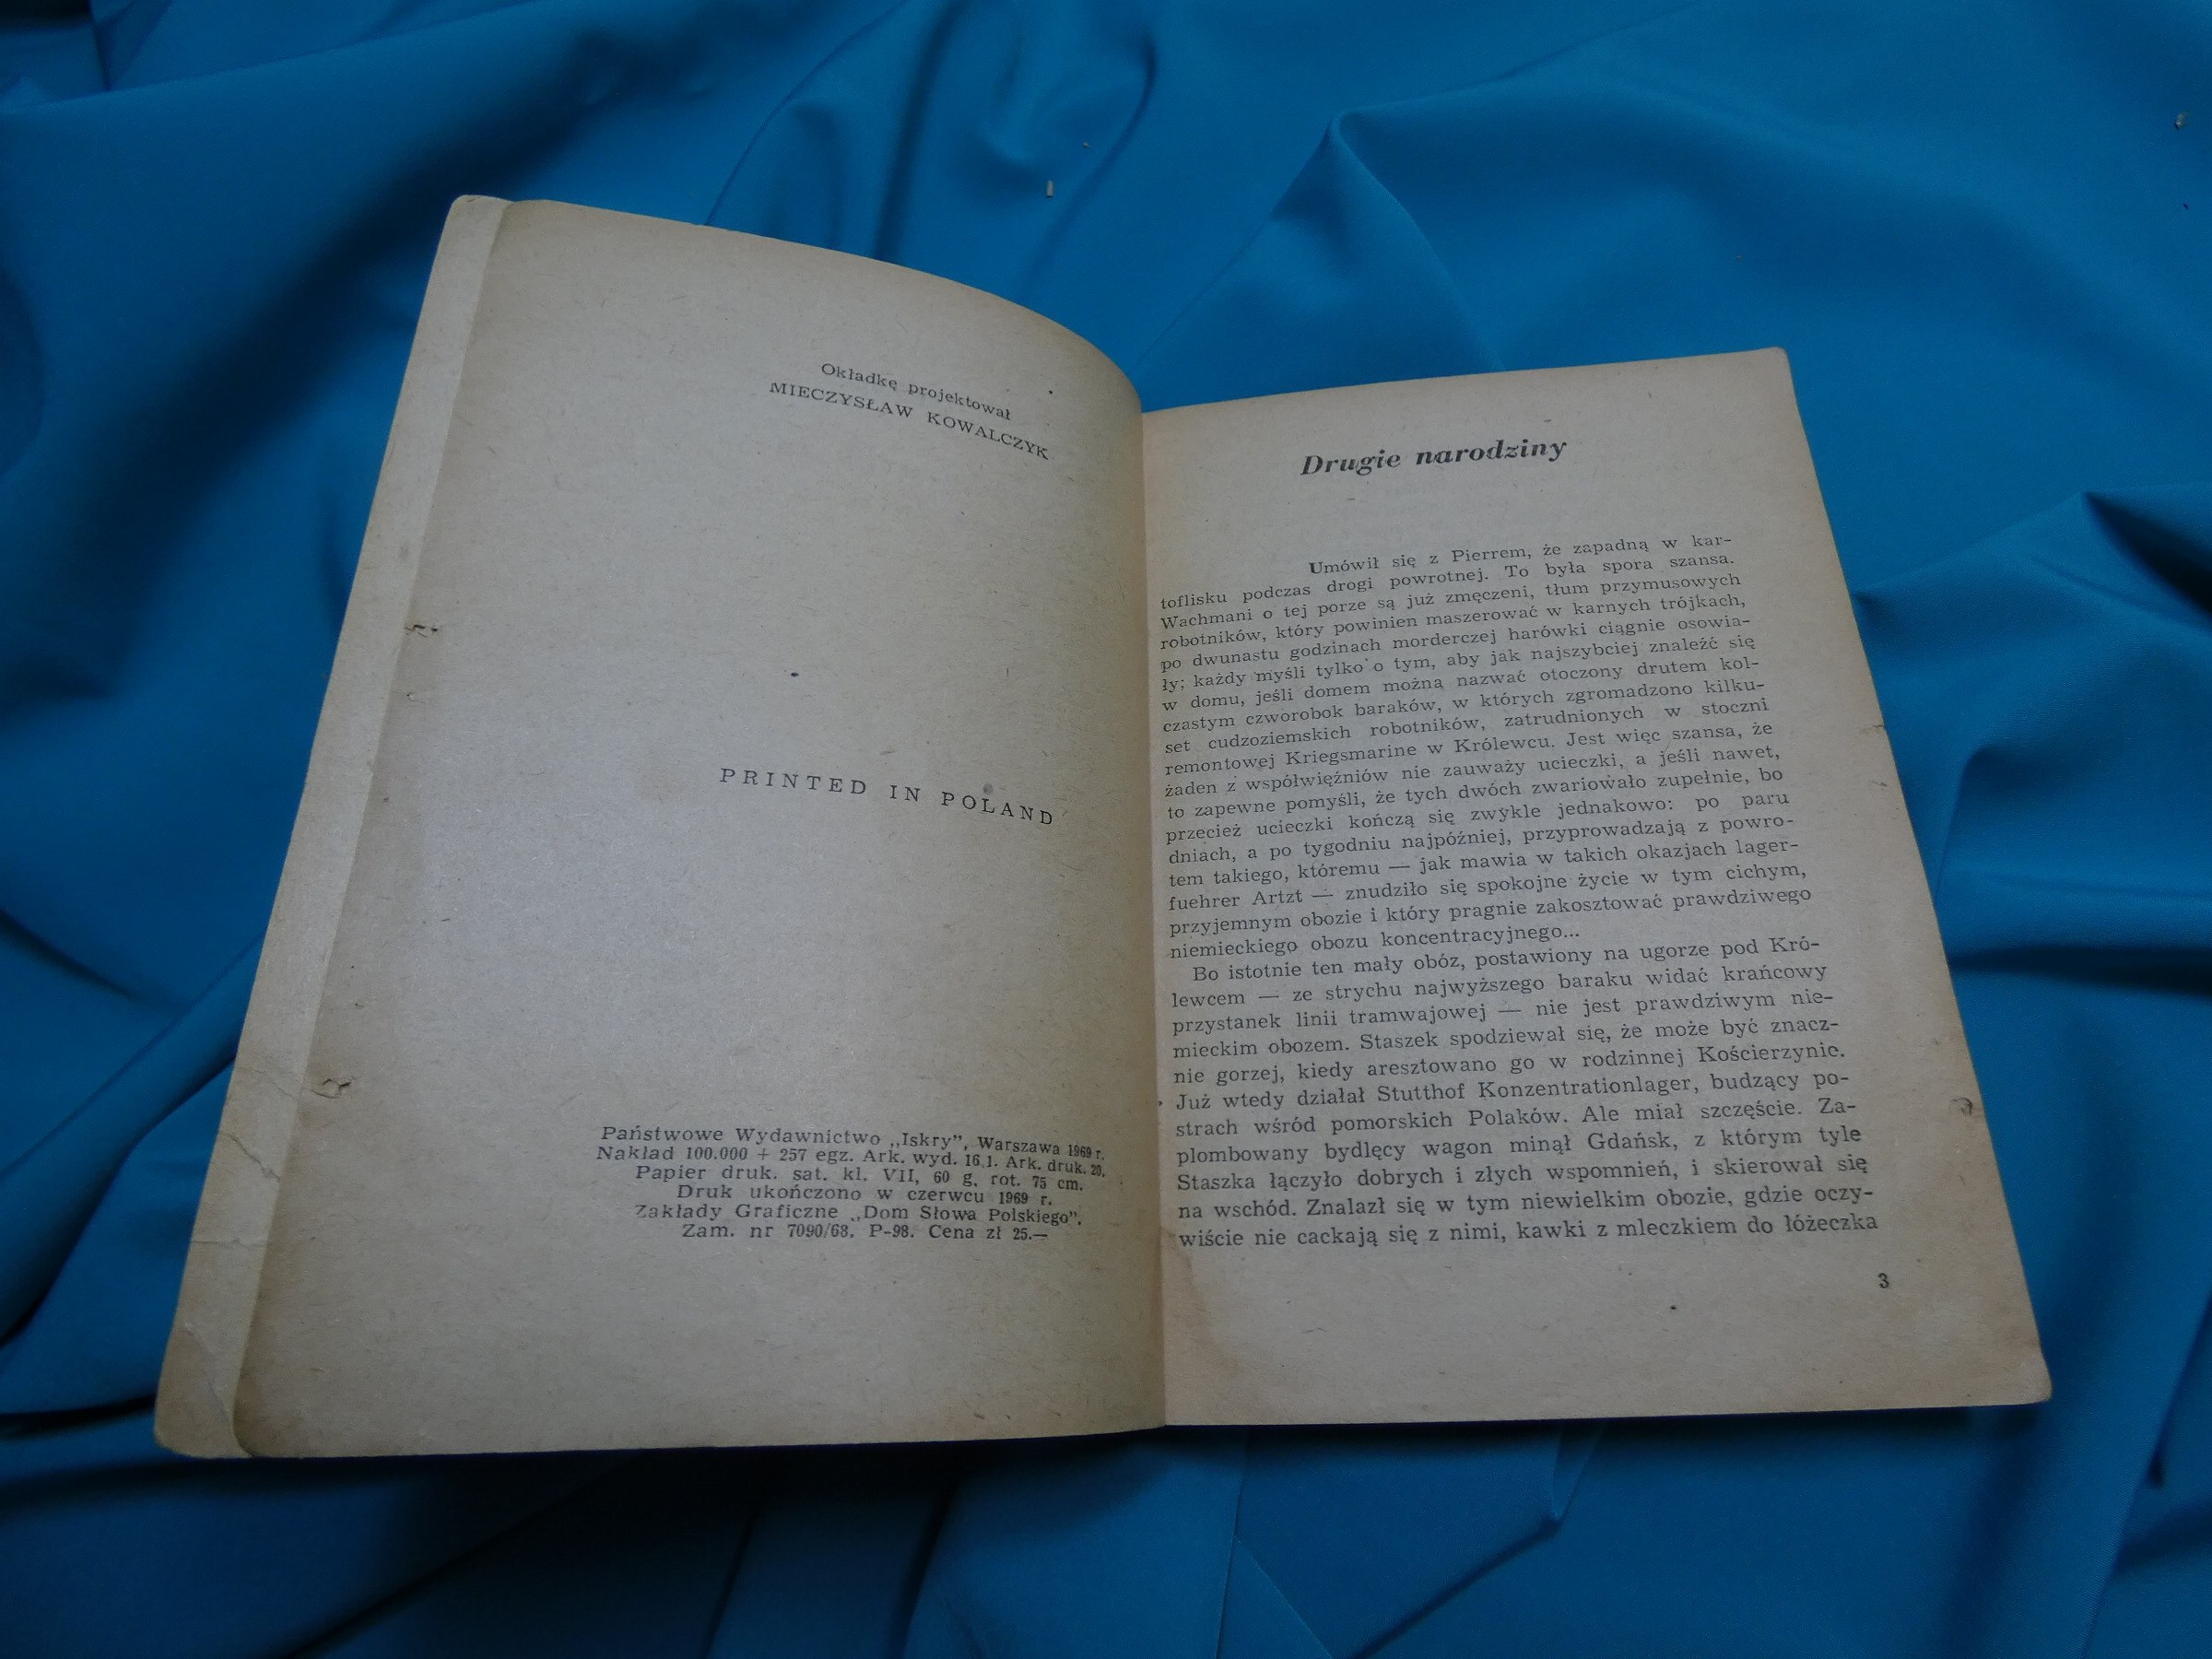 Okładkę projektował
MIECZYSŁAW KOWALCZYK
PRINTED IN POLAND
Państwowe Wydawnictwo „Iskry”, Warszawa 1969 r.
Nakład 100.000 + 257 egz. Ark. wyd. 16,1. Ark. druk. 20.
Papier druk. sat. kl. VII, 60 g. rot. 75 cm.
Druk ukończono w czerwcu 1969 r.
Zakłady Graficzne „Dom Słowa Polskiego”.
Zam. nr 7090/68. P-98. Cena zł 25.—
Drugie narodziny
Umówił się z Pierrem, że zapadną w kar-
toflisku podczas drogi powrotnej. To była spora szansa.
Wachmani o tej porze są już zmęczeni, tłum przymusowych
robotników, który powinien maszerować w karnych trójkach,
po dwunastu godzinach morderczej harówki ciągnie osowia-
ły; każdy myśli tylko o tym, aby jak najszybciej znaleźć się
w domu, jeśli domem można nazwać otoczony drutem kol-
czastym czworobok baraków, w których zgromadzono kilku-
set cudzoziemskich robotników, zatrudnionych w stoczni
remontowej Kriegsmarine w Królewcu. Jest więc szansa, że
żaden z współwięźniów nie zauważy ucieczki, a jeśli nawet,
to zapewne pomyśli, że tych dwóch zwariowało zupełnie, bo
przecież ucieczki kończą się zwykle jednakowo: po paru
dniach, a po tygodniu najpóźniej, przyprowadzają z powro-
tem takiego, któremu — jak mawia w takich okazjach lager-
fuehrer Artzt — znudziło się spokojne życie w tym cichym,
przyjemnym obozie i który pragnie zakosztować prawdziwego
niemieckiego obozu koncentracyjnego...
Bo istotnie ten mały obóz, postawiony na ugorze pod Kró-
lewcem — ze strychu najwyższego baraku widać krańcowy
przystanek linii tramwajowej — nie jest prawdziwym nie-
mieckim obozem. Staszek spodziewał się, że może być znacz-
nie gorzej, kiedy aresztowano go w rodzinnej Kościerzynie.
Już wtedy działał Stutthof Konzentrationlager, budzący po-
strach wśród pomorskich Polaków. Ale miał szczęście. Za-
plombowany bydlęcy wagon minął Gdańsk, z którym tyle
Staszka łączyło dobrych i złych wspomnień, i skierował się
na wschód. Znalazł się w tym niewielkim obozie, gdzie oczy-
wiście nie cackają się z nimi, kawki z mleczkiem do łóżeczka
3